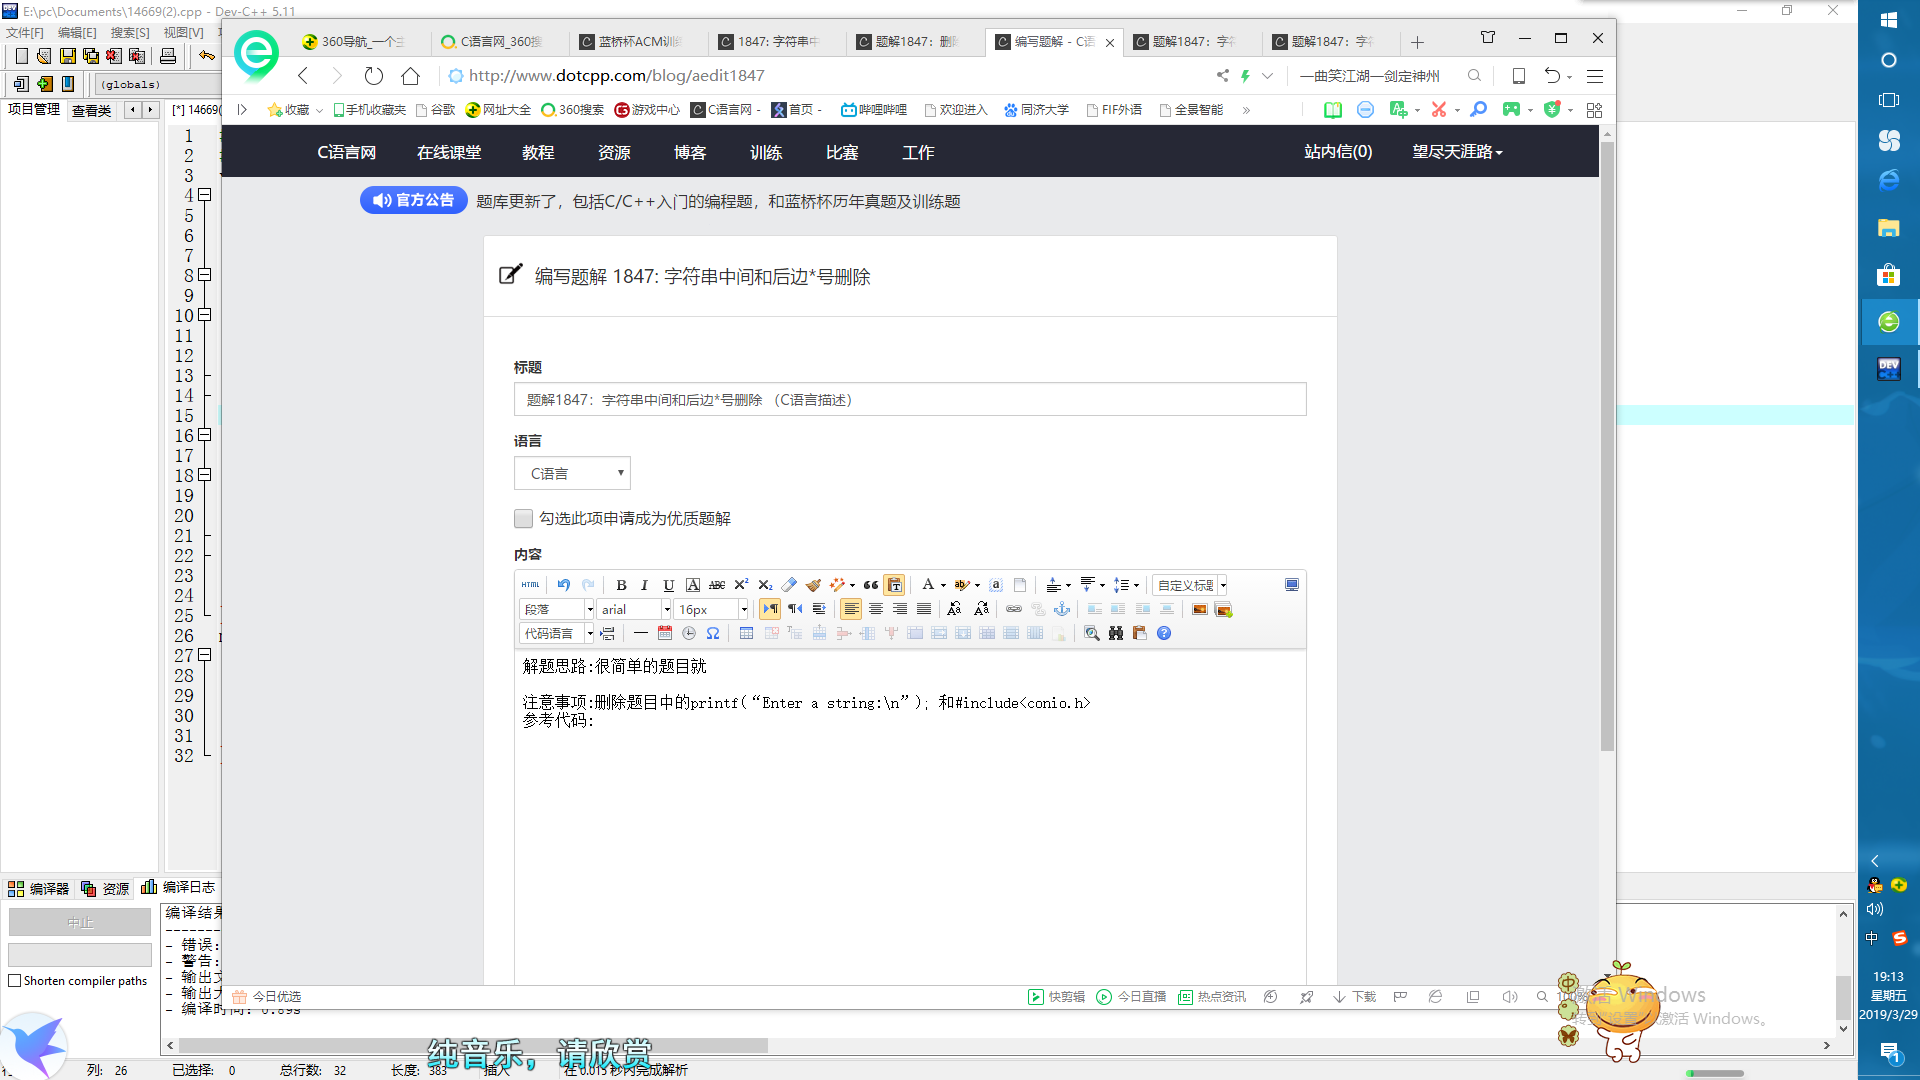 E:\pc\Documents\14669(2).cpp - Dev-C++ 5.11
文件[F] 编辑[E] 搜索[S] 视图[V]
(globals)
项目管理 查看类
[*] 14669(
360导航_一个主
C语言网_360搜
蓝桥杯ACM训
1847: 字符串中
题解1847：删
编写题解 - C语
题解1847：字
题解1847：字
http://www.dotcpp.com/blog/aedit1847
一曲笑江湖一剑定神州
收藏 手机收藏夹 谷歌 网址大全 360搜索 游戏中心 C语言网 - 首页 - 哔哩哔哩 欢迎进入 同济大学 FIF外语 全景智能 »
C语言网 在线课堂 教程 资源 博客 训练 比赛 工作 站内信(0) 望尽天涯路
官方公告 题库更新了，包括C/C++入门的编程题，和蓝桥杯历年真题及训练题
编写题解 1847: 字符串中间和后边*号删除
标题
题解1847：字符串中间和后边*号删除 （C语言描述）
语言
C语言
勾选此项申请成为优质题解
内容
HTML B I U A ABC X² X₂ A 自定义标题
段落 arial 16px
代码语言
解题思路:很简单的题目就
注意事项:删除题目中的printf(“Enter a string:\n”); 和#include<conio.h>
参考代码:
1
2
3
4
5
6
7
8
9
10
11
12
13
14
15
16
17
18
19
20
21
22
23
24
25
26
27
28
29
30
31
32
编译器 资源 编译日志
中止
Shorten compiler paths
编译结果
--------
- 错误:
- 警告:
- 输出文
- 输出大
- 编译时间: 0.89s
今日优选 快剪辑 今日直播 热点资讯 下载
激活 Windows
转到"设置"以激活 Windows。
纯音乐，请欣赏
列: 26 已选择: 0 总行数: 32 长度: 383 插入 在 0.015 秒内完成解析
DEV
中
19:13
星期五
2019/3/29
1